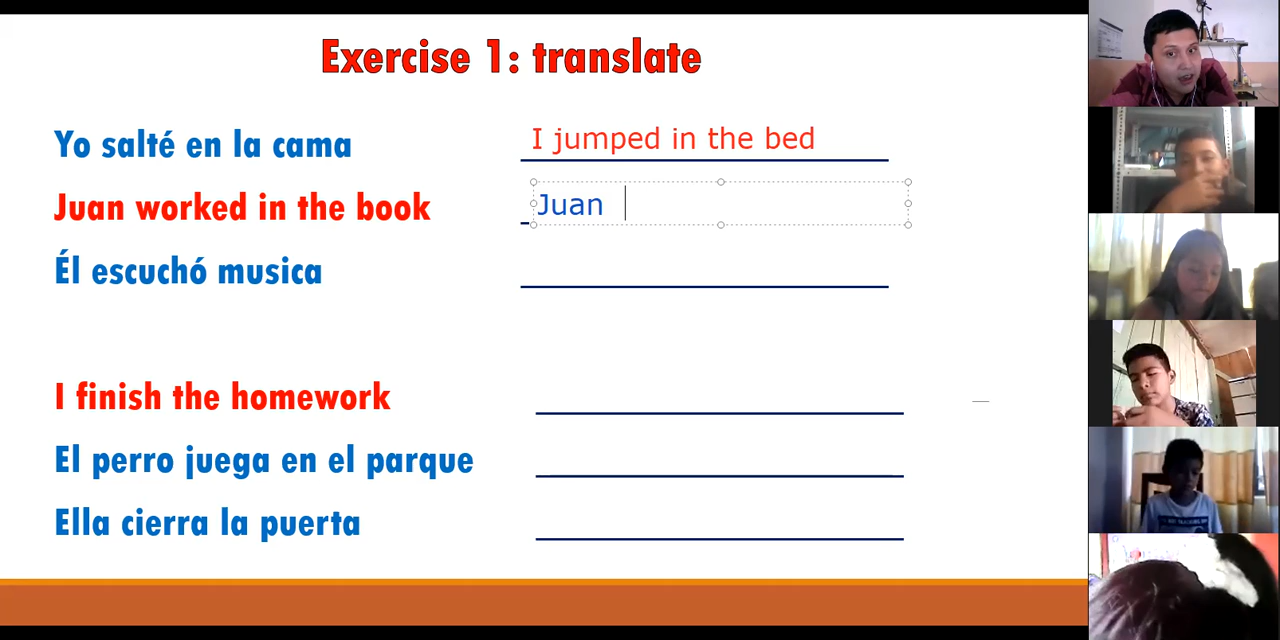 Exercise 1: translate
Yo salté en la cama I jumped in the bed
Juan worked in the book Juan
Él escuchó musica
I finish the homework
El perro juega en el parque
Ella cierra la puerta